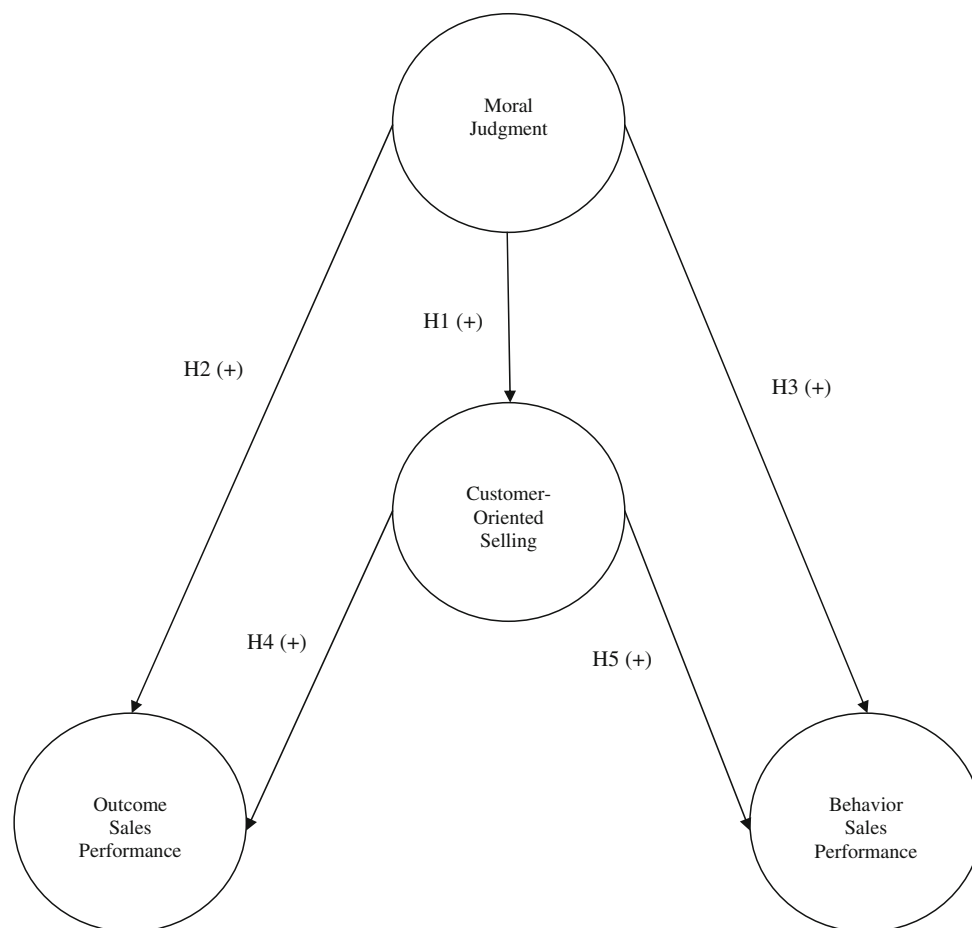 Moral
Judgment
H1 (+)
H2 (+)
H3 (+)
Customer-
Oriented
Selling
H4 (+)
H5 (+)
Outcome
Sales
Performance
Behavior
Sales
Performance